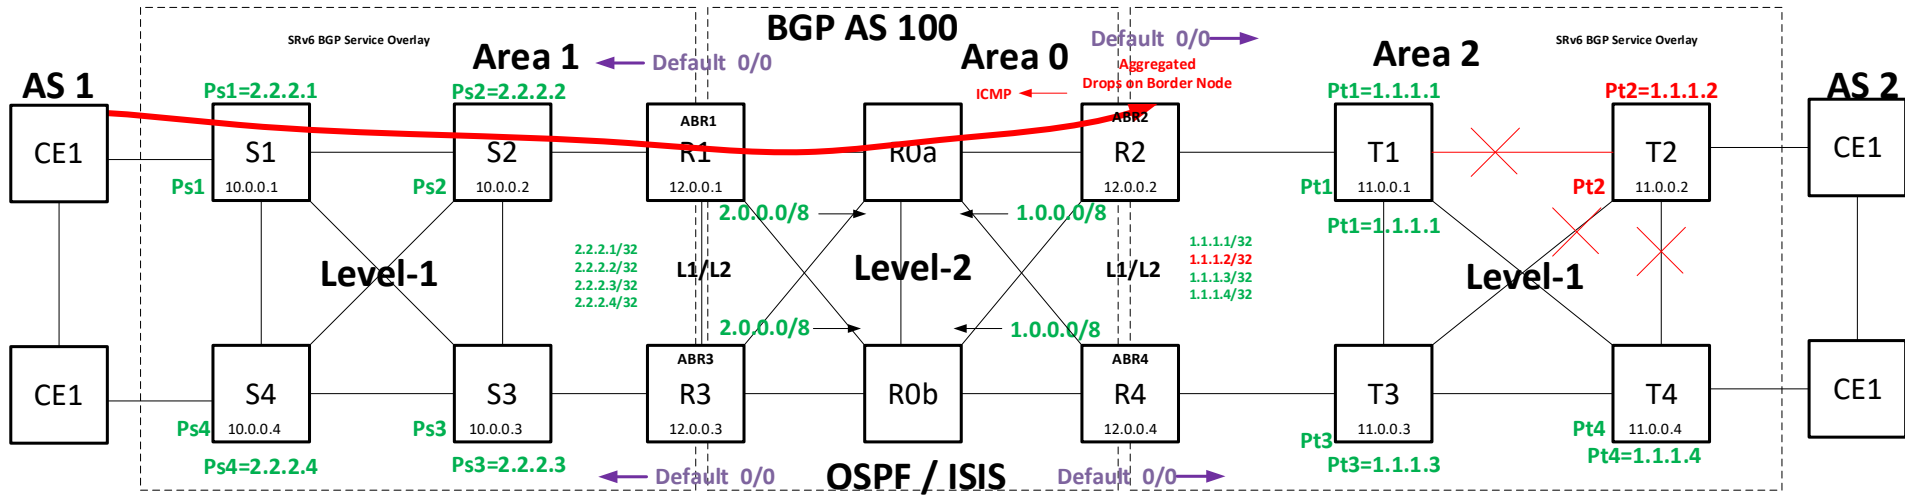 BGP AS 100
SRv6 BGP Service Overlay
Area 1
Default 0/0
Area 0
Default 0/0
Area 2
SRv6 BGP Service Overlay
Aggregated
Drops on Border Node
ICMP
AS 1
Ps1=2.2.2.1
Ps2=2.2.2.2
Pt1=1.1.1.1
Pt2=1.1.1.2
AS 2
CE1
S1
10.0.0.1
Ps1
S2
10.0.0.2
Ps2
ABR1
R1
12.0.0.1
R0a
ABR2
R2
12.0.0.2
T1
11.0.0.1
Pt1
Pt1=1.1.1.1
T2
11.0.0.2
Pt2
CE1
2.0.0.0/8
1.0.0.0/8
2.2.2.1/32
2.2.2.2/32
2.2.2.3/32
2.2.2.4/32
1.1.1.1/32
1.1.1.2/32
1.1.1.3/32
1.1.1.4/32
Level-1
L1/L2
Level-2
L1/L2
Level-1
2.0.0.0/8
1.0.0.0/8
CE1
S4
10.0.0.4
Ps4
Ps4=2.2.2.4
S3
10.0.0.3
Ps3
Ps3=2.2.2.3
ABR3
R3
12.0.0.3
R0b
ABR4
R4
12.0.0.4
T3
11.0.0.3
Pt3
Pt3=1.1.1.3
T4
11.0.0.4
Pt4
Pt4=1.1.1.4
CE1
Default 0/0
OSPF / ISIS
Default 0/0